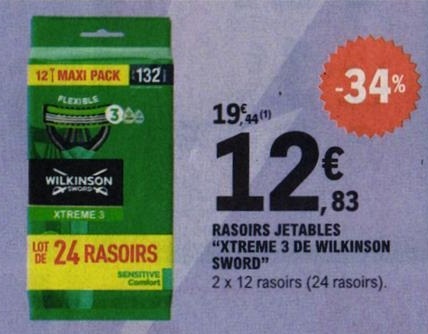 12 MAXI PACK 132
FLEXIBLE
3
WILKINSON
SWORD
XTREME 3
LOT DE 24 RASOIRS
SENSITIVE
Comfort
-34%
19€,44(1)
12€,83
RASOIRS JETABLES
"XTREME 3 DE WILKINSON
SWORD"
2 x 12 rasoirs (24 rasoirs).